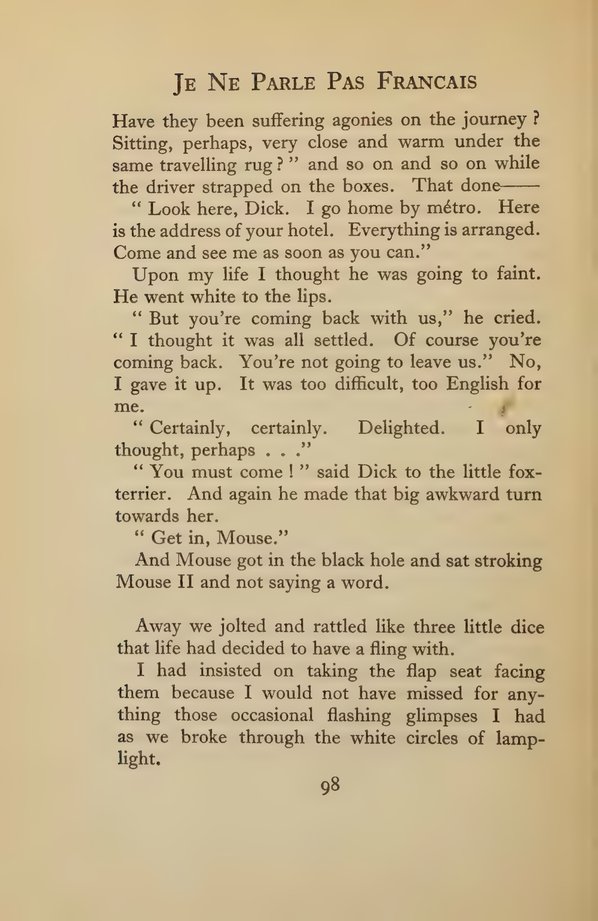 Je Ne Parle Pas Francais
Have they been suffering agonies on the journey ?
Sitting, perhaps, very close and warm under the
same travelling rug ? ” and so on and so on while
the driver strapped on the boxes. That done——
“ Look here, Dick. I go home by métro. Here
is the address of your hotel. Everything is arranged.
Come and see me as soon as you can.”
Upon my life I thought he was going to faint.
He went white to the lips.
“ But you’re coming back with us,” he cried.
“ I thought it was all settled. Of course you’re
coming back. You’re not going to leave us.” No,
I gave it up. It was too difficult, too English for
me.
“ Certainly, certainly. Delighted. I only
thought, perhaps . . .”
“ You must come ! ” said Dick to the little fox-
terrier. And again he made that big awkward turn
towards her.
“ Get in, Mouse.”
And Mouse got in the black hole and sat stroking
Mouse II and not saying a word.
Away we jolted and rattled like three little dice
that life had decided to have a fling with.
I had insisted on taking the flap seat facing
them because I would not have missed for any-
thing those occasional flashing glimpses I had
as we broke through the white circles of lamp-
light.
98